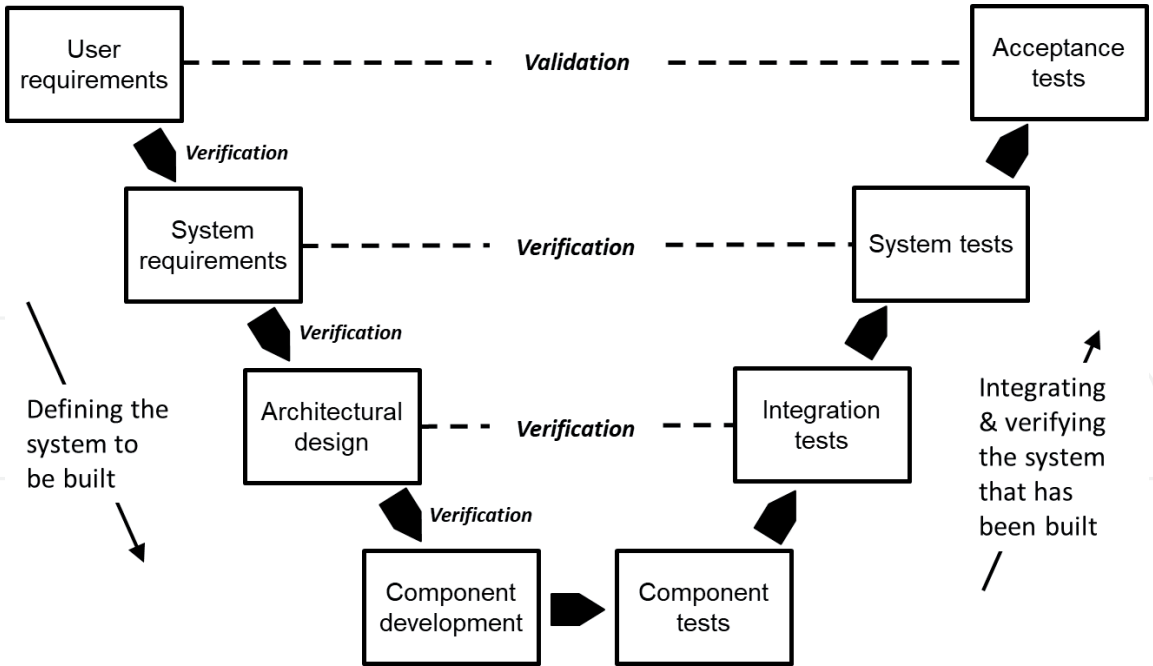 User
requirements
Validation
Acceptance
tests
Verification
System
requirements
Verification
System tests
Verification
Defining the
system to
be built
Architectural
design
Verification
Integration
tests
Integrating
& verifying
the system
that has
been built
Verification
Component
development
Component
tests